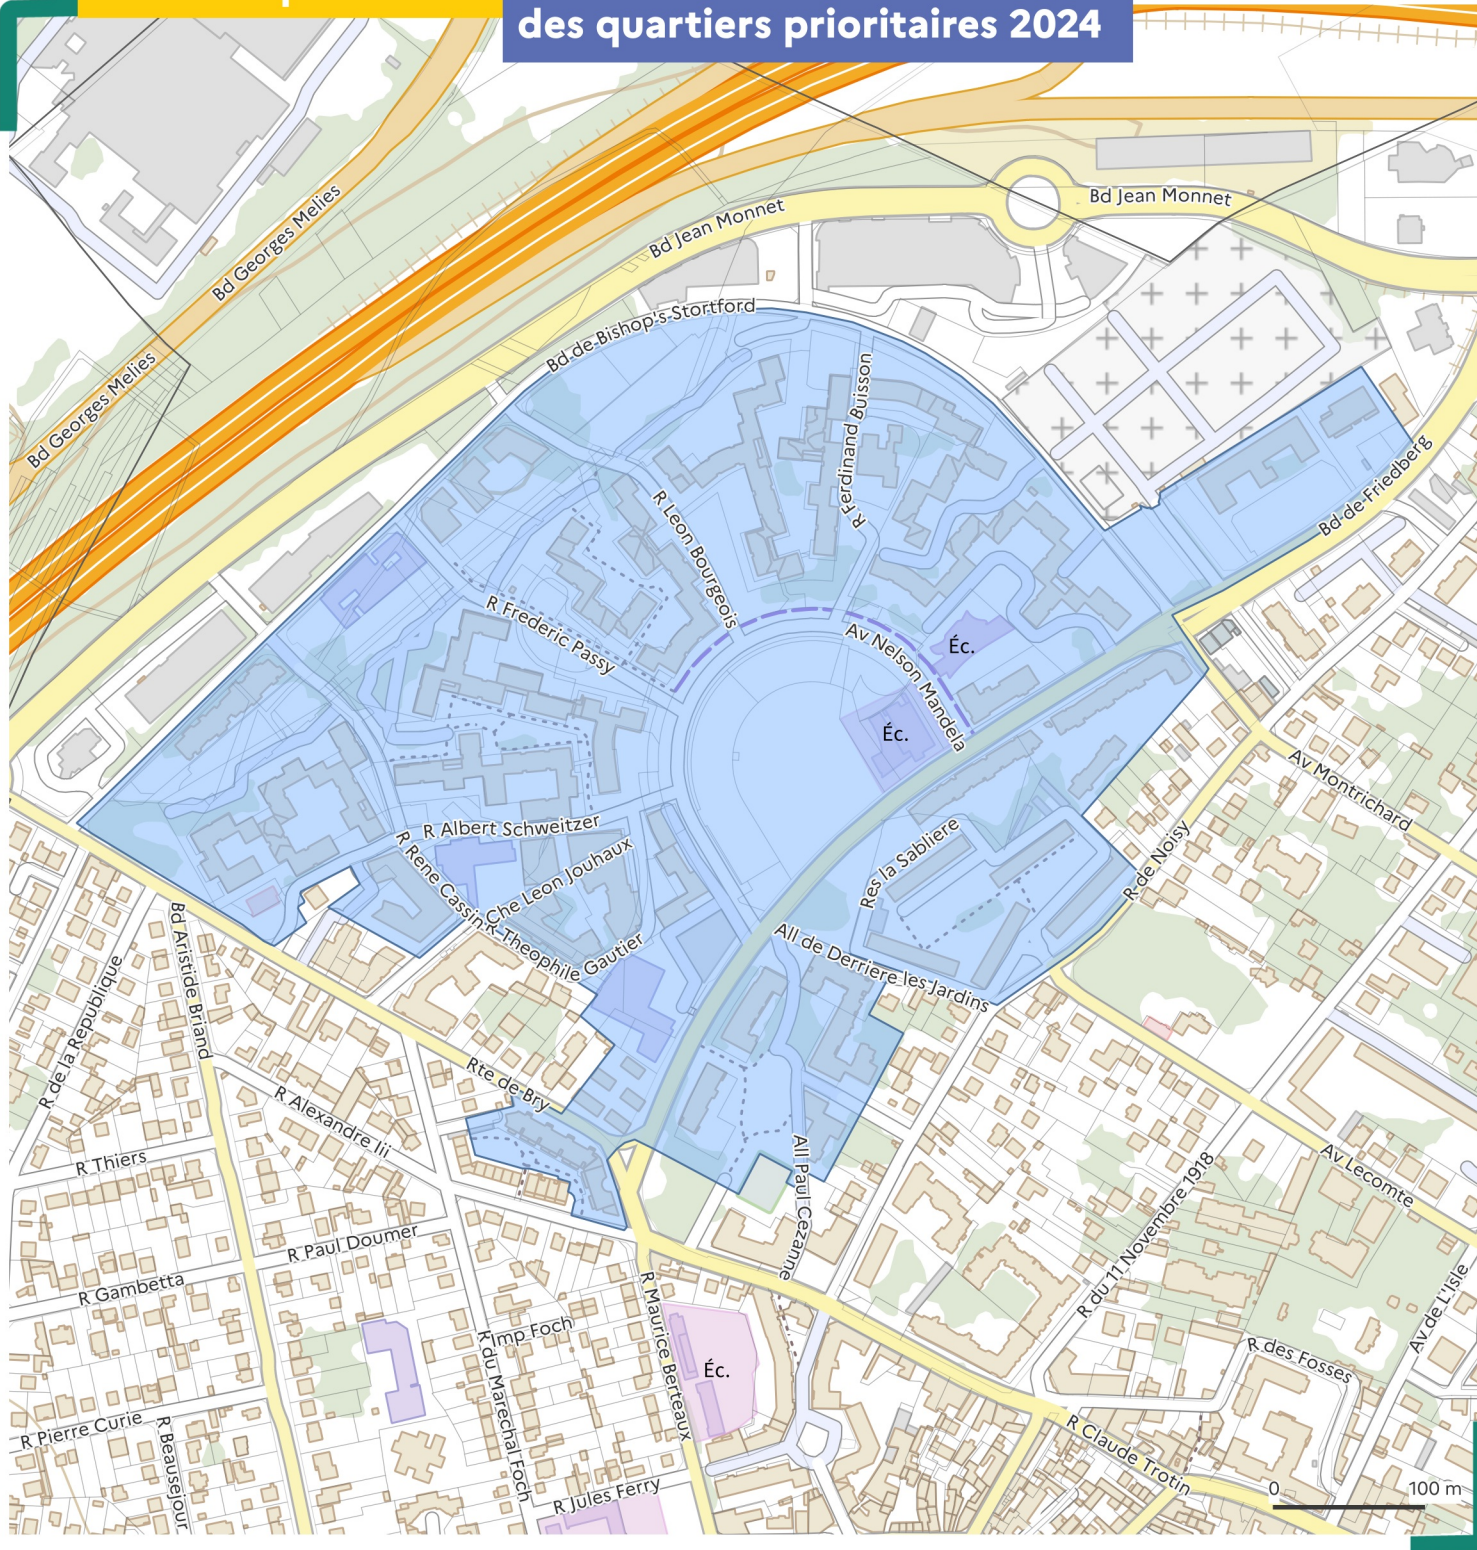 des quartiers prioritaires 2024
Bd Jean Monnet
Bd Jean Monnet
Bd Georges Melies
Bd de Bishop's Stortford
Bd Georges Melies
R Ferdinand Buisson
Bd de Friedberg
R Leon Bourgeois
R Frederic Passy
Av Nelson Mandela
Éc.
Éc.
Av Montrichard
R Albert Schweitzer
R Rene Cassin
Che Leon Jouhaux
Res la Sabliere
R de Noisy
R Theophile Gautier
All de Derriere les Jardins
Bd Aristide Briand
R de la Republique
Rte de Bry
R Alexandre Iii
R Thiers
All Paul Cezanne
Av Lecomte
R du 11 Novembre 1918
R Paul Doumer
R Gambetta
Av de L'Isle
R Imp Foch
R du Marechal Foch
R Maurice Berteaux
Éc.
R des Fosses
R Pierre Curie
R Beausejour
R Claude Trotin
R Jules Ferry
0 100 m